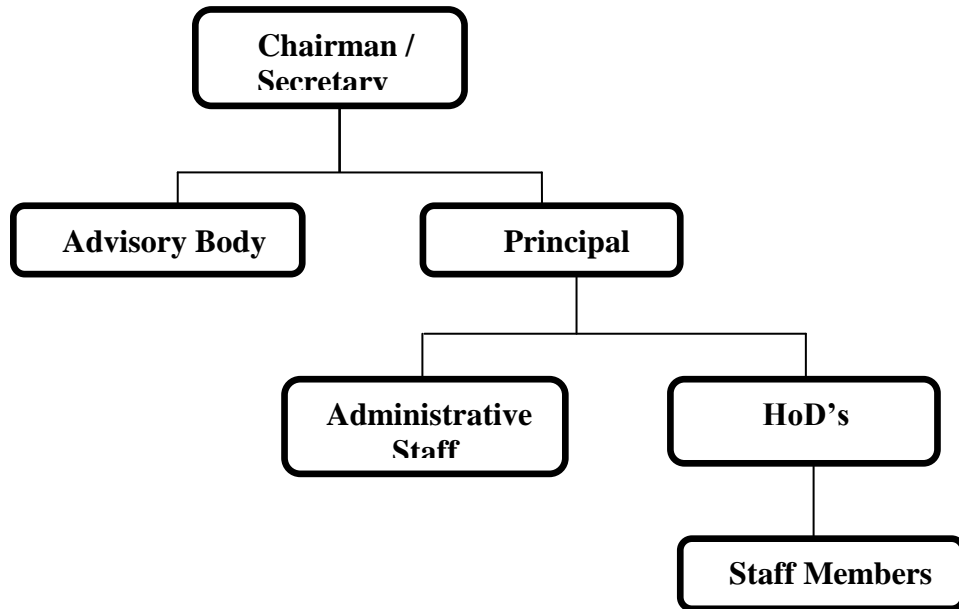 Chairman /
Secretary
Advisory Body
Principal
Administrative
Staff
HoD’s
Staff Members